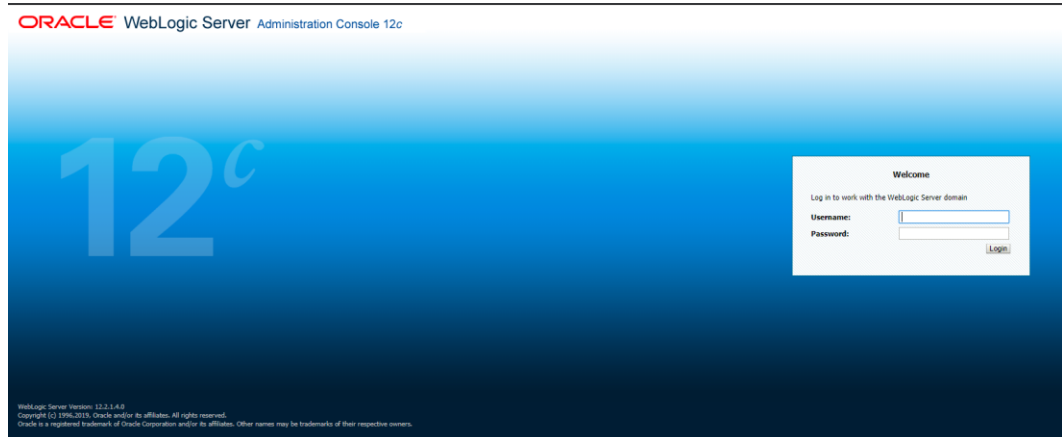 ORACLE WebLogic Server Administration Console 12c
12c
Welcome
Log in to work with the WebLogic Server domain
Username:
Password:
Login
WebLogic Server Version: 12.2.1.4.0
Copyright (c) 1996,2019, Oracle and/or its affiliates. All rights reserved.
Oracle is a registered trademark of Oracle Corporation and/or its affiliates. Other names may be trademarks of their respective owners.